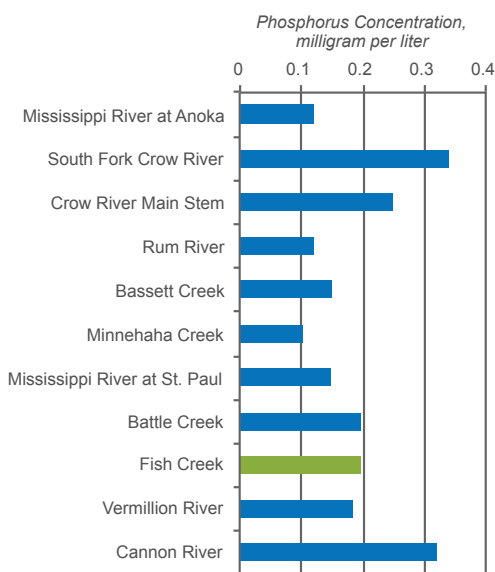 Phosphorus Concentration,
milligram per liter
0 0.1 0.2 0.3 0.4
Mississippi River at Anoka
South Fork Crow River
Crow River Main Stem
Rum River
Bassett Creek
Minnehaha Creek
Mississippi River at St. Paul
Battle Creek
Fish Creek
Vermillion River
Cannon River